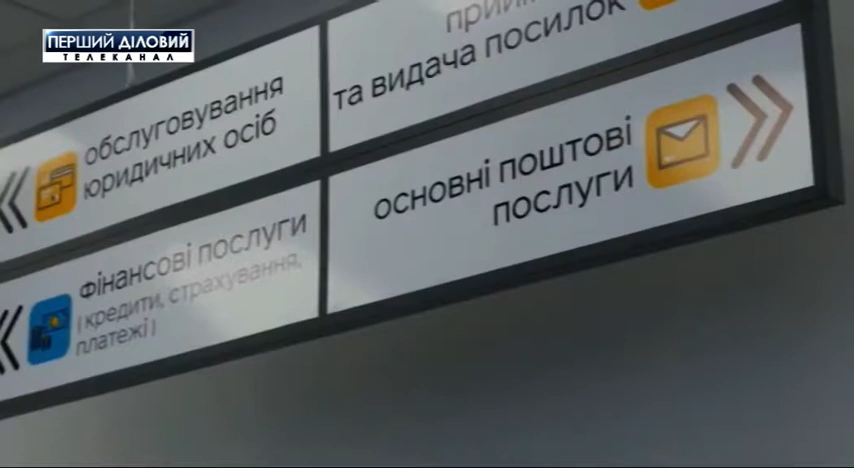 ПЕРШИЙ ДІЛОВИЙ
ТЕЛЕКАНАЛ
обслуговування
юридичних осіб
фінансові послуги
(кредити, страхування,
платежі)
та видача посилок
основні поштові
послуги